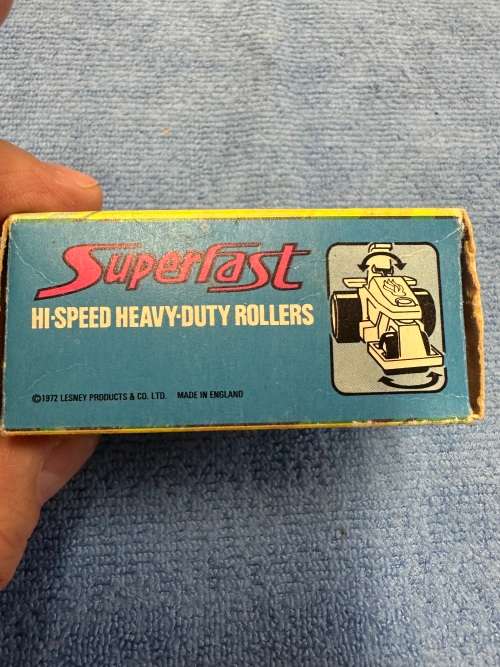 Superfast
HI-SPEED HEAVY-DUTY ROLLERS
©1972 LESNEY PRODUCTS & CO. LTD. MADE IN ENGLAND